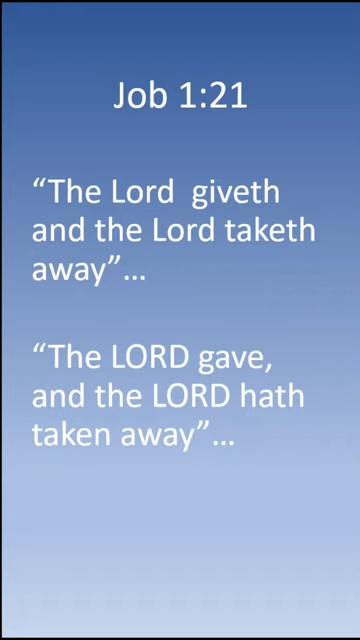 Job 1:21
“The Lord  giveth
and the Lord taketh
away”...
“The LORD gave,
and the LORD hath
taken away”...